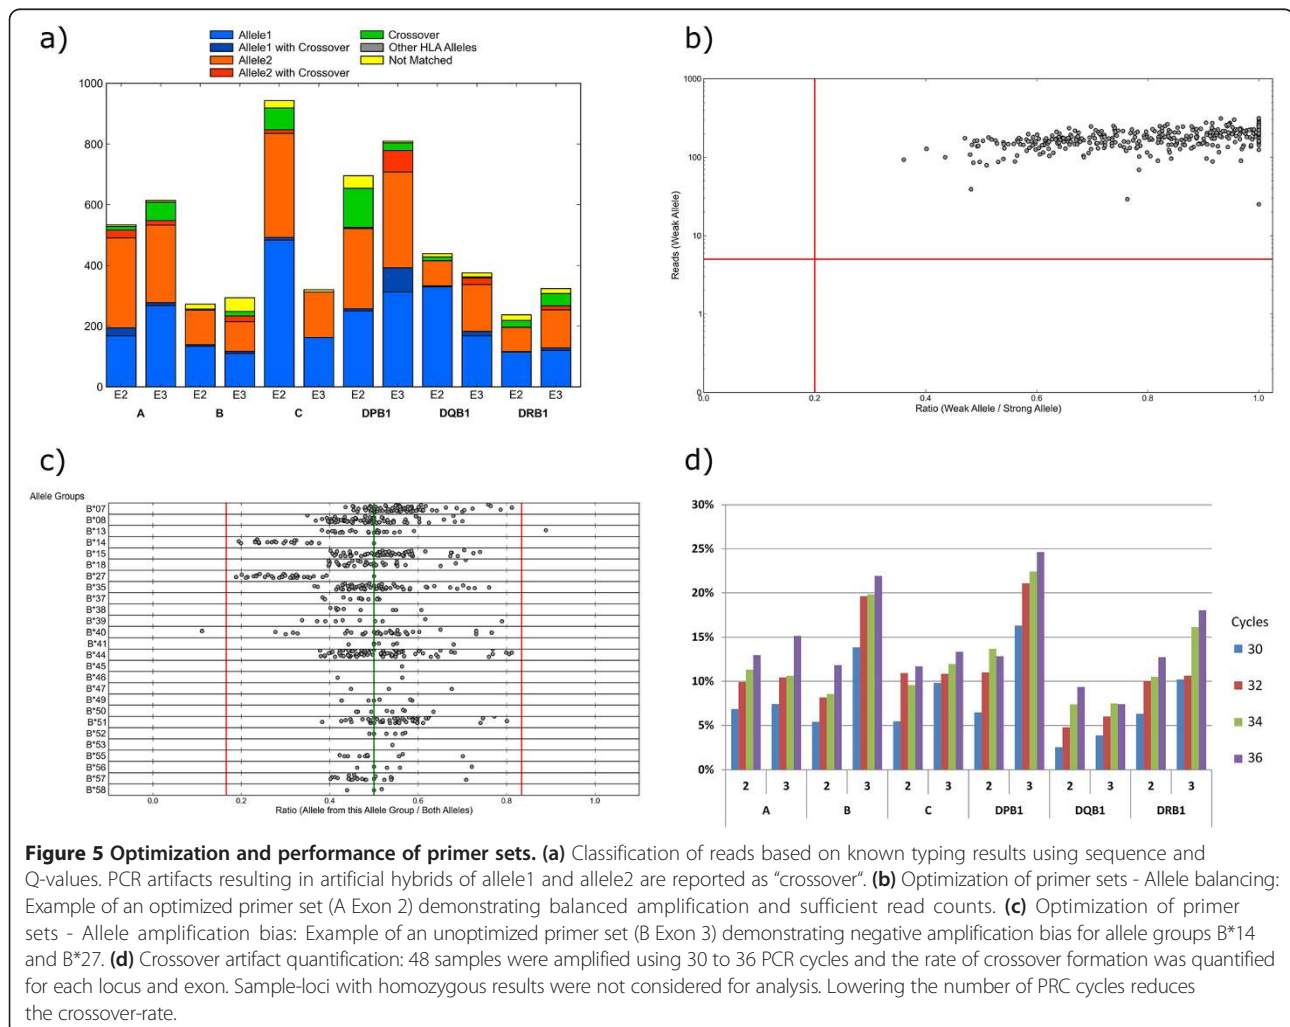 a)
Allele1
Allele1 with Crossover
Allele2
Allele2 with Crossover
Crossover
Other HLA Alleles
Not Matched
1000
800
600
400
200
0
E2 E3 E2 E3 E2 E3 E2 E3 E2 E3 E2 E3
A B C DPB1 DQB1 DRB1
b)
Reads (Weak Allele)
1000
100
10
1
0
0.0 0.2 0.4 0.6 0.8 1.0
Ratio (Weak Allele / Strong Allele)
c)
Allele Groups
B*07
B*08
B*13
B*14
B*15
B*18
B*27
B*35
B*37
B*38
B*39
B*40
B*41
B*44
B*45
B*46
B*47
B*49
B*50
B*51
B*52
B*53
B*55
B*56
B*57
B*58
0.0 0.2 0.4 0.6 0.8 1.0
Ratio (Allele from this Allele Group / Both Alleles)
d)
30%
25%
20%
15%
10%
5%
0%
2 3 2 3 2 3 2 3 2 3 2 3
A B C DPB1 DQB1 DRB1
Cycles
30
32
34
36
Figure 5 Optimization and performance of primer sets. (a) Classification of reads based on known typing results using sequence and
Q-values. PCR artifacts resulting in artificial hybrids of allele1 and allele2 are reported as “crossover“. (b) Optimization of primer sets - Allele balancing:
Example of an optimized primer set (A Exon 2) demonstrating balanced amplification and sufficient read counts. (c) Optimization of primer
sets - Allele amplification bias: Example of an unoptimized primer set (B Exon 3) demonstrating negative amplification bias for allele groups B*14
and B*27. (d) Crossover artifact quantification: 48 samples were amplified using 30 to 36 PCR cycles and the rate of crossover formation was quantified
for each locus and exon. Sample-loci with homozygous results were not considered for analysis. Lowering the number of PRC cycles reduces
the crossover-rate.